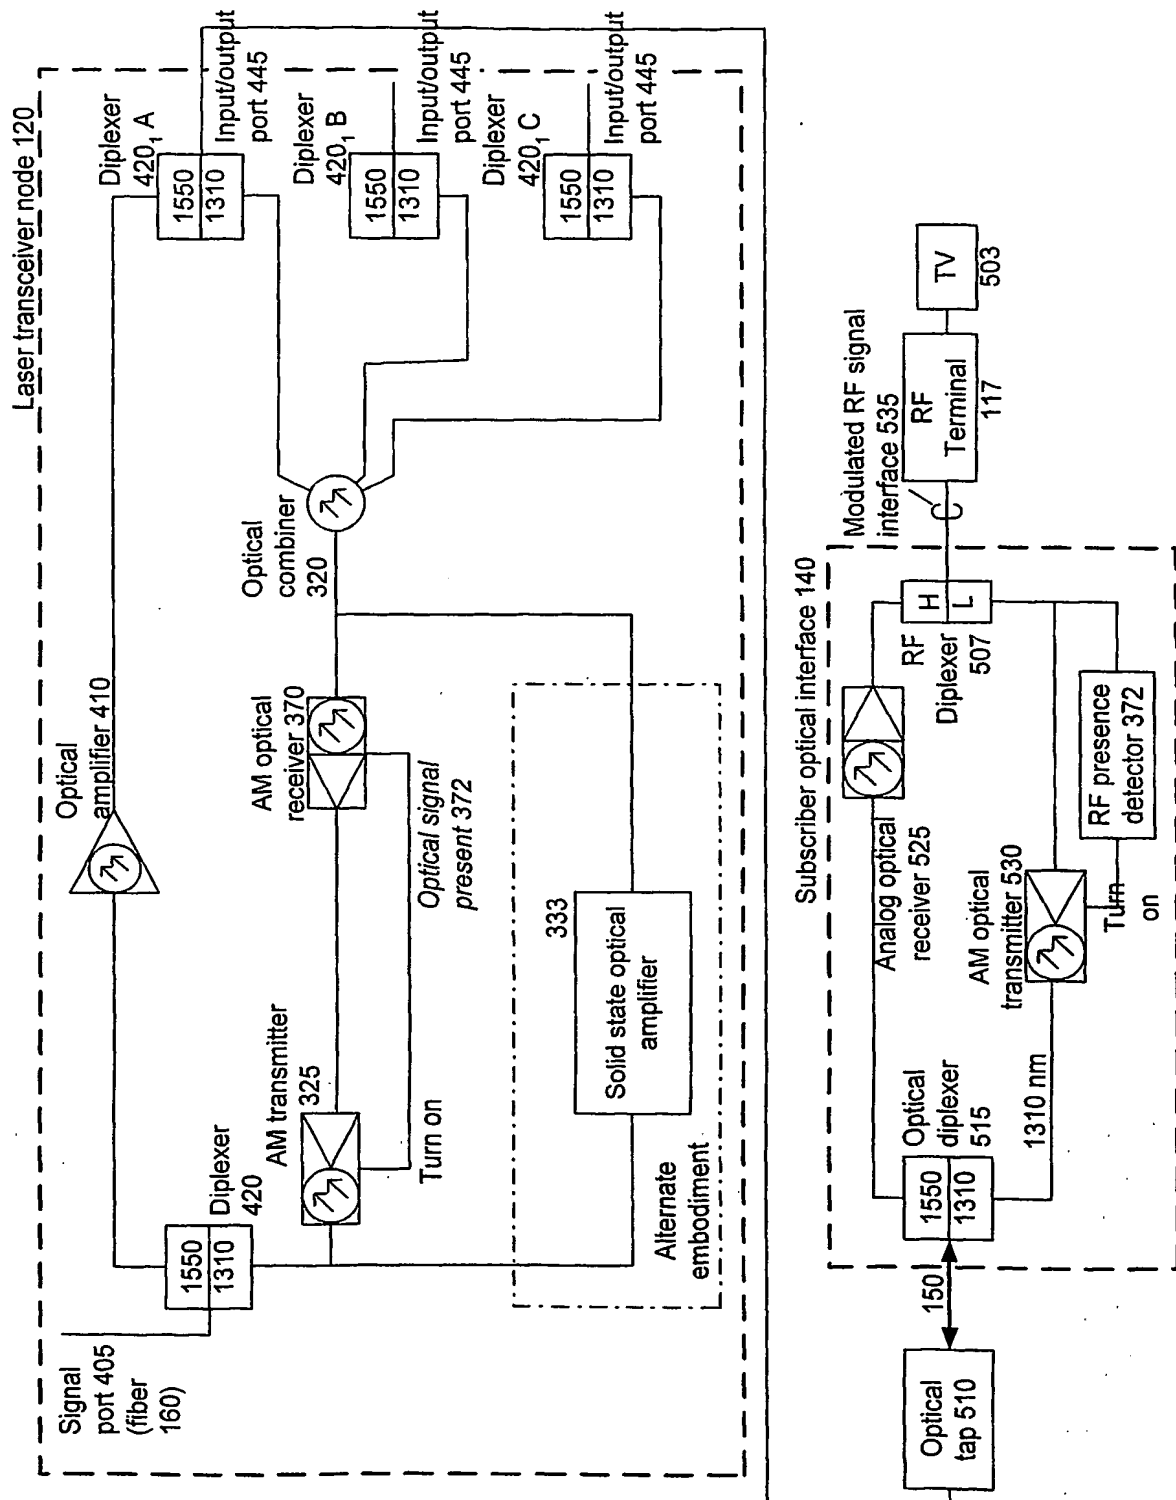 Laser transceiver node 120
Signal
port 405
(fiber
160)
1550
1310
Diplexer
420
Optical
amplifier 410
AM transmitter
325
Turn on
AM optical
receiver 370
Optical signal
present 372
Optical
combiner
320
Alternate
embodiment
333
Solid state optical
amplifier
Diplexer
420₁ A
1550
1310
Input/output
port 445
Diplexer
420₁ B
1550
1310
Input/output
port 445
Diplexer
420₁ C
1550
1310
Input/output
port 445
Subscriber optical interface 140
Optical
tap 510
150
1550
1310
Optical
diplexer
515
1310 nm
Analog optical
receiver 525
AM optical
transmitter 530
Turn
on
RF presence
detector 372
H
L
RF
Diplexer
507
Modulated RF signal
interface 535
RF
Terminal
117
TV
503